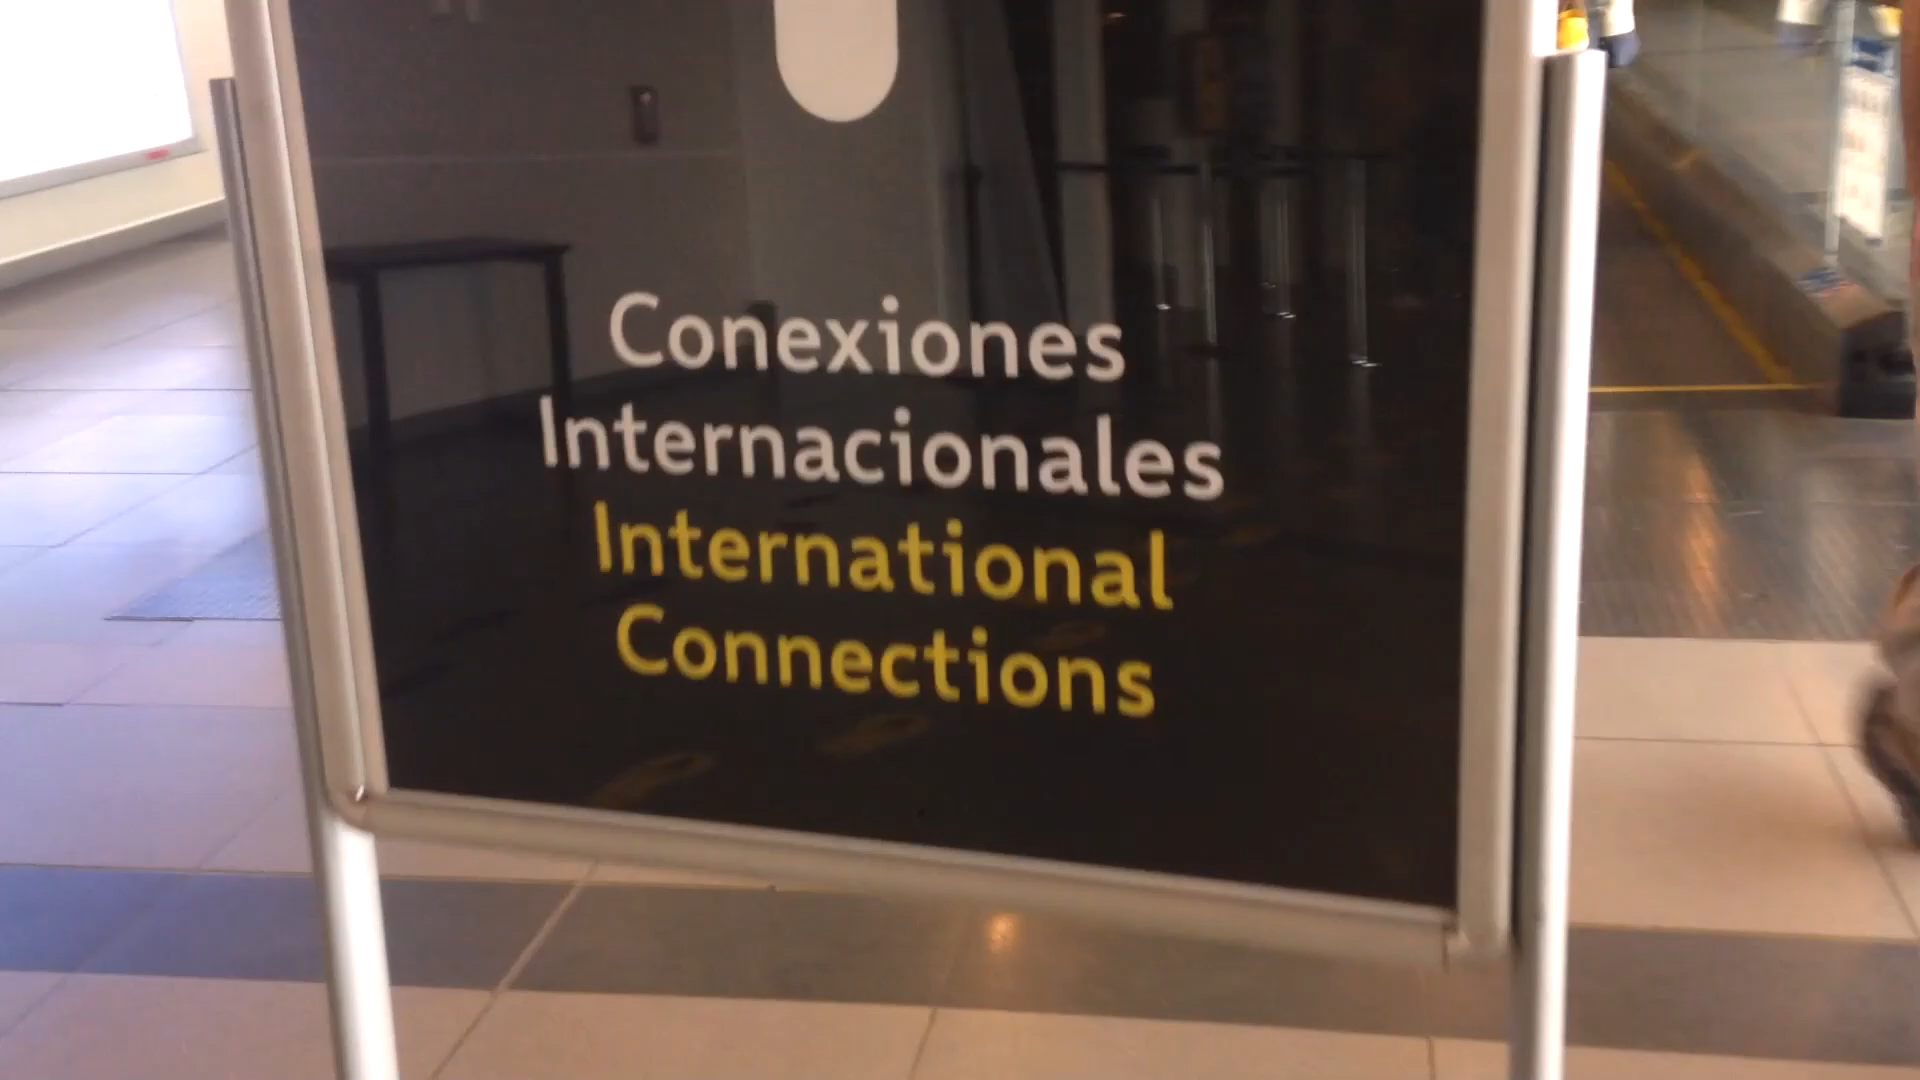 Conexiones
Internacionales
International
Connections